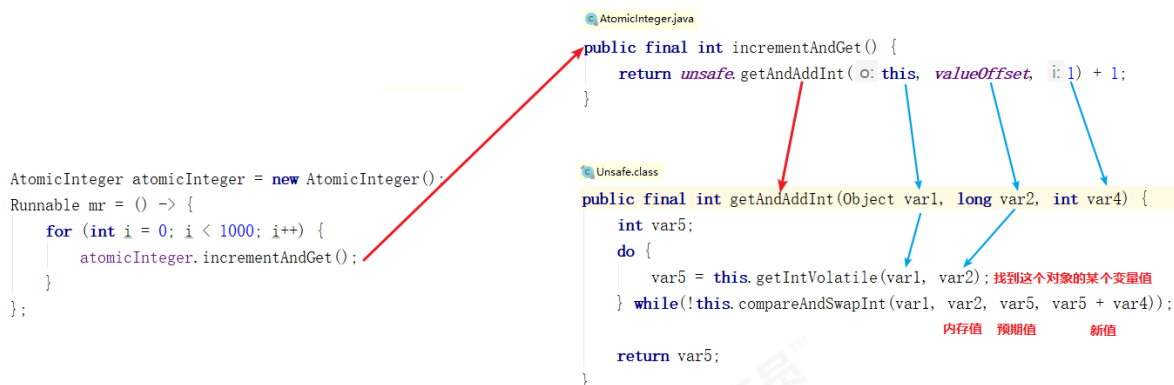 AtomicInteger atomicInteger = new AtomicInteger();
Runnable mr = () -> {
for (int i = 0; i < 1000; i++) {
atomicInteger.incrementAndGet();
}
};
AtomicInteger.java
public final int incrementAndGet() {
return unsafe.getAndAddInt( o: this, valueOffset, i: 1) + 1;
}
Unsafe.class
public final int getAndAddInt(Object var1, long var2, int var4) {
int var5;
do {
var5 = this.getIntVolatile(var1, var2); 找到这个对象的某个变量值
} while(!this.compareAndSwapInt(var1, var2, var5, var5 + var4));
内存值 预期值 新值
return var5;
}